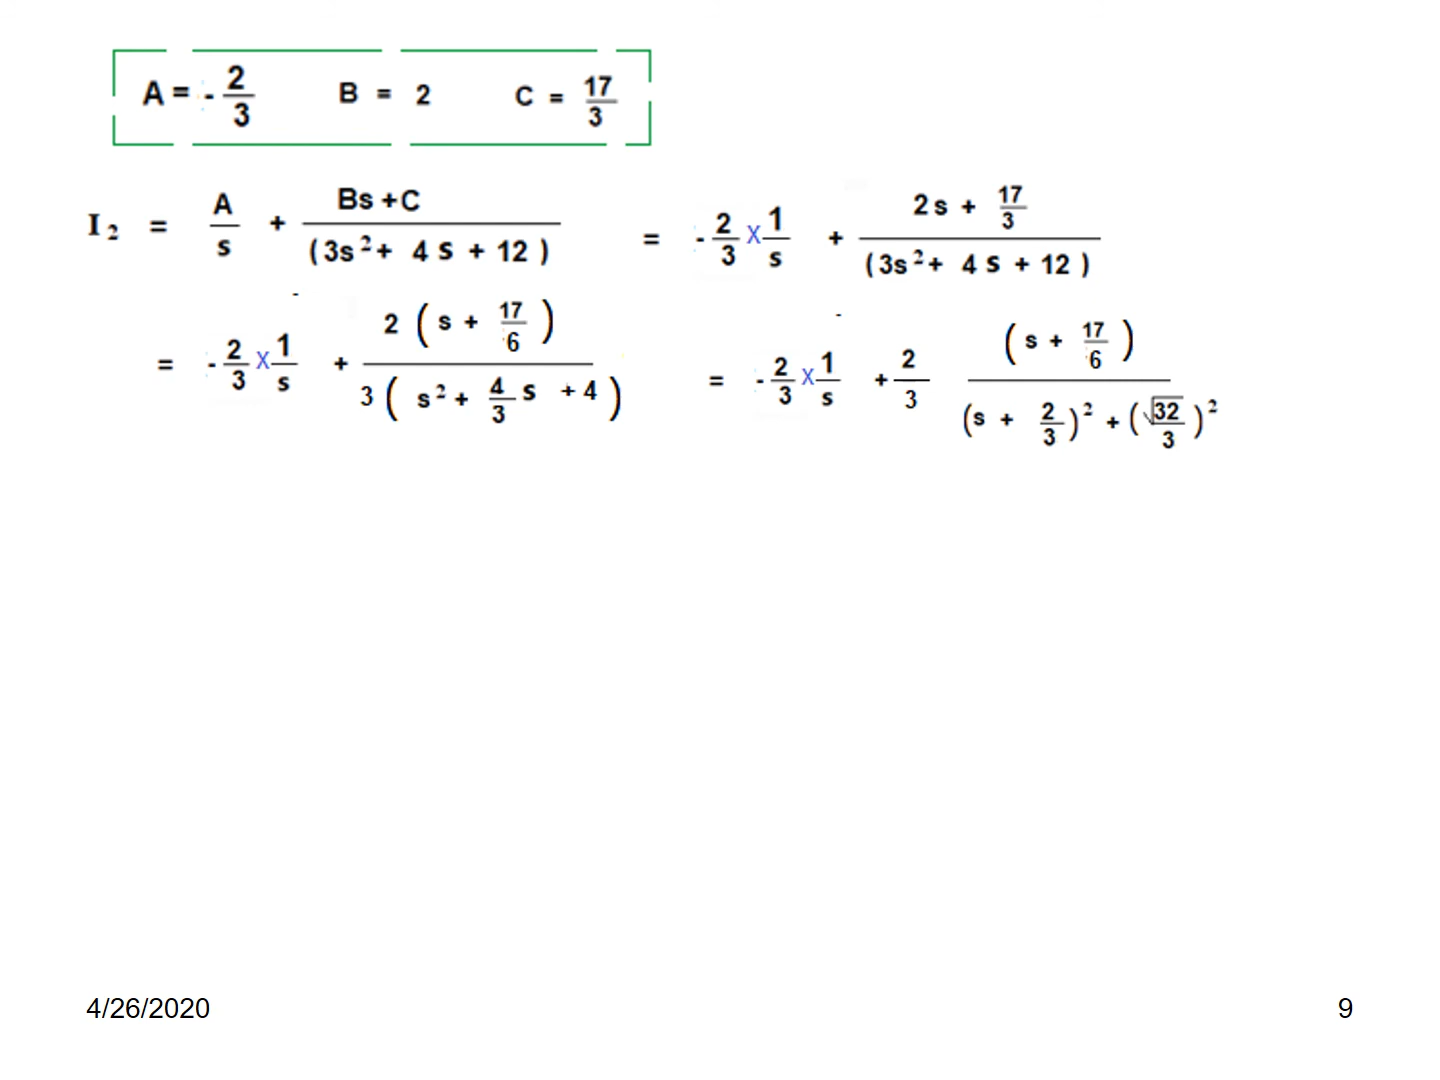 A = - 2/3 B = 2 C = 17/3
I₂ = A/s + (Bs + C)/(3s² + 4s + 12) = - 2/3 X 1/s + (2s + 17/3)/(3s² + 4s + 12)
= - 2/3 X 1/s + 2(s + 17/6)/3(s² + 4/3 s + 4) = - 2/3 X 1/s + 2/3 (s + 17/6)/((s + 2/3)² + (√32/3)²)
4/26/2020 9